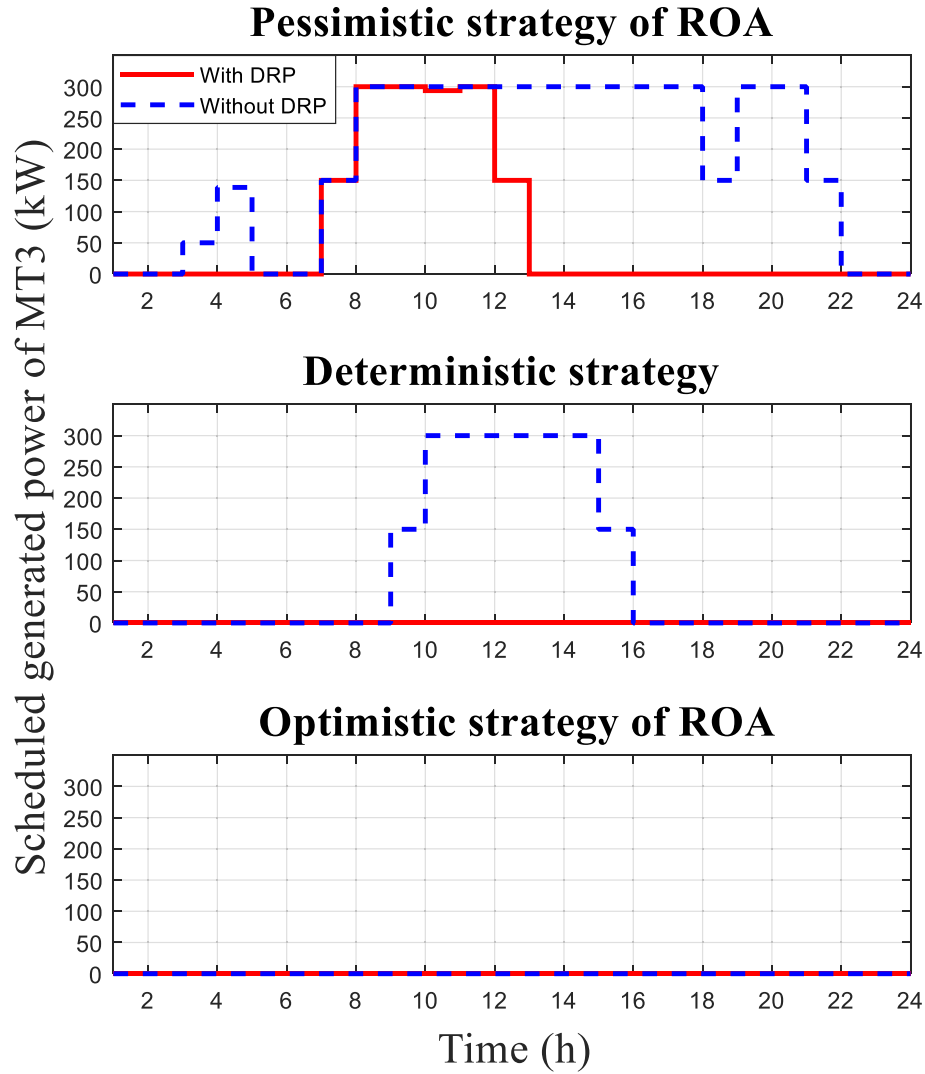 Pessimistic strategy of ROA
With DRP
Without DRP
300
250
200
150
100
50
0
2 4 6 8 10 12 14 16 18 20 22 24
Deterministic strategy
300
250
200
150
100
50
0
2 4 6 8 10 12 14 16 18 20 22 24
Optimistic strategy of ROA
300
250
200
150
100
50
0
2 4 6 8 10 12 14 16 18 20 22 24
Scheduled generated power of MT3 (kW)
Time (h)